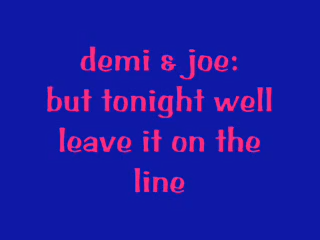 demi & joe:
but tonight well
leave it on the
line